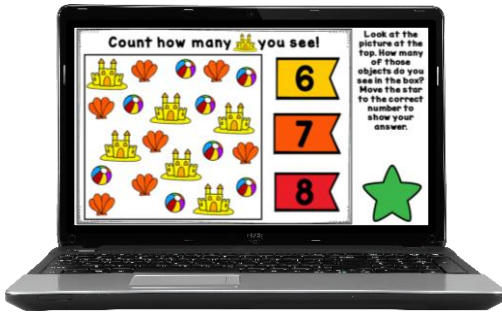 Count how many you see!
6
7
8
Look at the
picture at the
top. How many
of those
objects do you
see in the box?
Move the star
to the correct
number to
show your
answer.